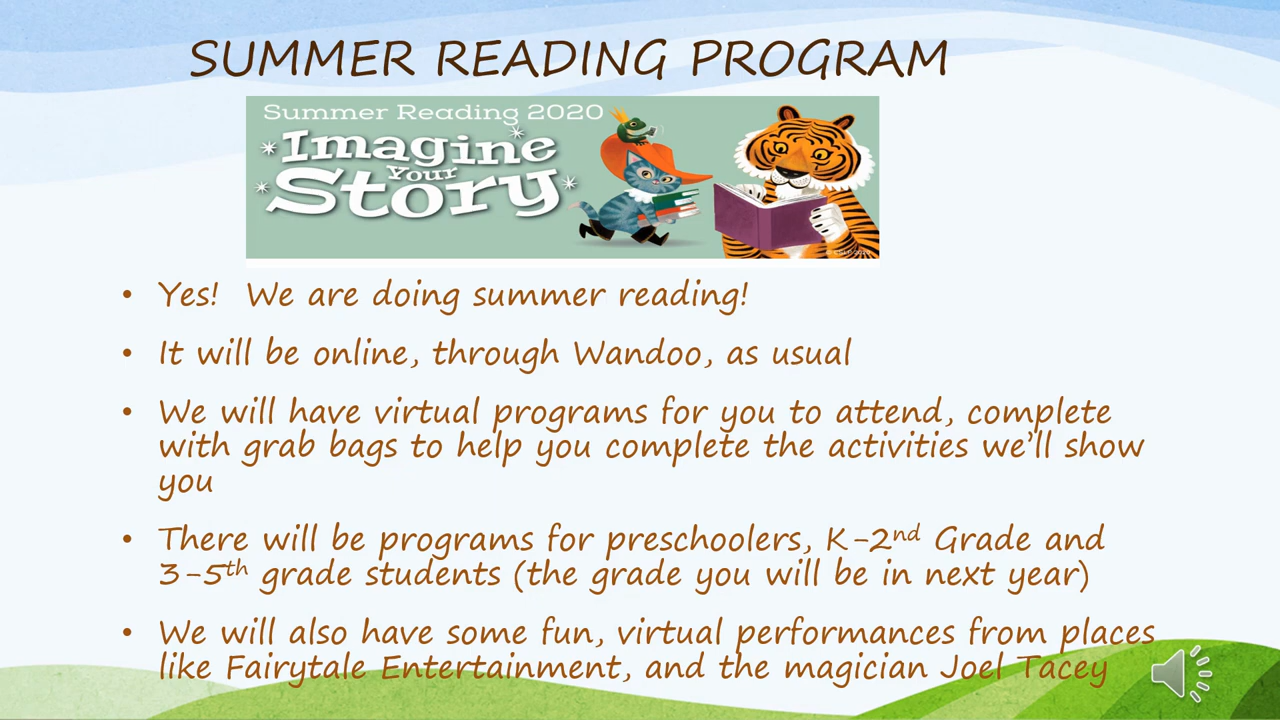 SUMMER READING PROGRAM
Summer Reading 2020
Imagine
Your
Story
• Yes!  We are doing summer reading!
• It will be online, through Wandoo, as usual
• We will have virtual programs for you to attend, complete
with grab bags to help you complete the activities we'll show
you
• There will be programs for preschoolers, K-2nd Grade and
3-5th grade students (the grade you will be in next year)
• We will also have some fun, virtual performances from places
like Fairytale Entertainment, and the magician Joel Tacey